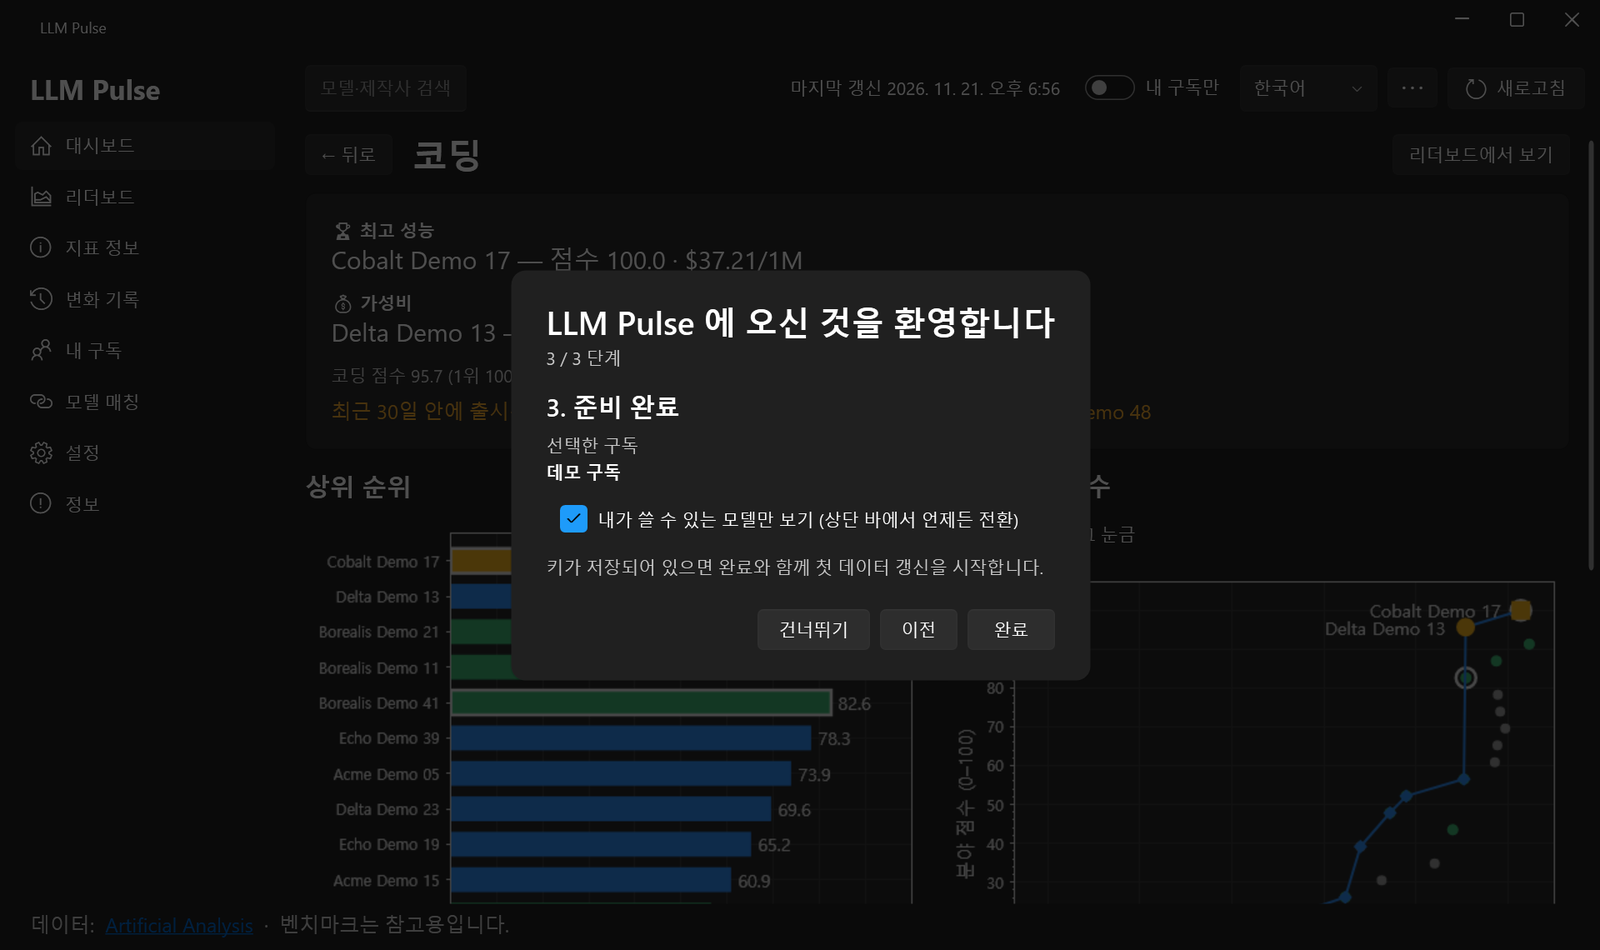 LLM Pulse
LLM Pulse
모델·제작사 검색
마지막 갱신 2026. 11. 21. 오후 6:56
내 구독만
한국어
새로고침
대시보드
리더보드
지표 정보
변화 기록
내 구독
모델 매칭
설정
정보
← 뒤로
코딩
리더보드에서 보기
최고 성능
Cobalt Demo 17 — 점수 100.0 · $37.21/1M
가성비
Delta Demo 13
코딩 점수 95.7 (1위 100
최근 30일 안에 출시
emo 48
LLM Pulse 에 오신 것을 환영합니다
3 / 3 단계
3. 준비 완료
선택한 구독
데모 구독
내가 쓸 수 있는 모델만 보기 (상단 바에서 언제든 전환)
키가 저장되어 있으면 완료와 함께 첫 데이터 갱신을 시작합니다.
건너뛰기
이전
완료
상위 순위
Cobalt Demo 17
Delta Demo 13
Borealis Demo 21
Borealis Demo 11
Borealis Demo 41
82.6
Echo Demo 39
78.3
Acme Demo 05
73.9
Delta Demo 23
69.6
Echo Demo 19
65.2
Acme Demo 15
60.9
수
눈금
Cobalt Demo 17
Delta Demo 13
80
70
60
50
40
30
분야 점수 (0–100)
데이터: Artificial Analysis · 벤치마크는 참고용입니다.